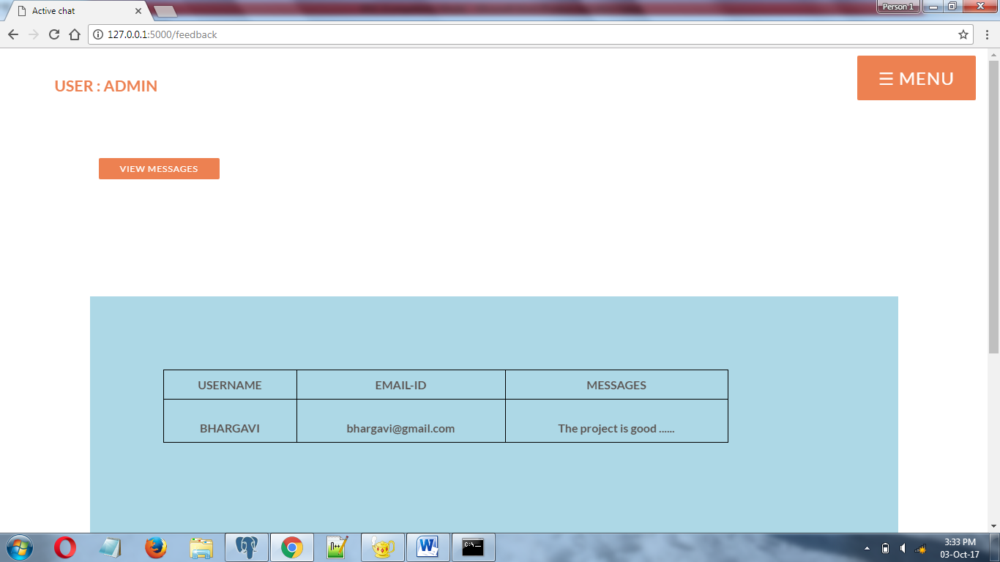 Active chat
Person 1
127.0.0.1:5000/feedback
USER : ADMIN
☰ MENU
VIEW MESSAGES
USERNAME EMAIL-ID MESSAGES
BHARGAVI bhargavi@gmail.com The project is good ......
3:33 PM
03-Oct-17